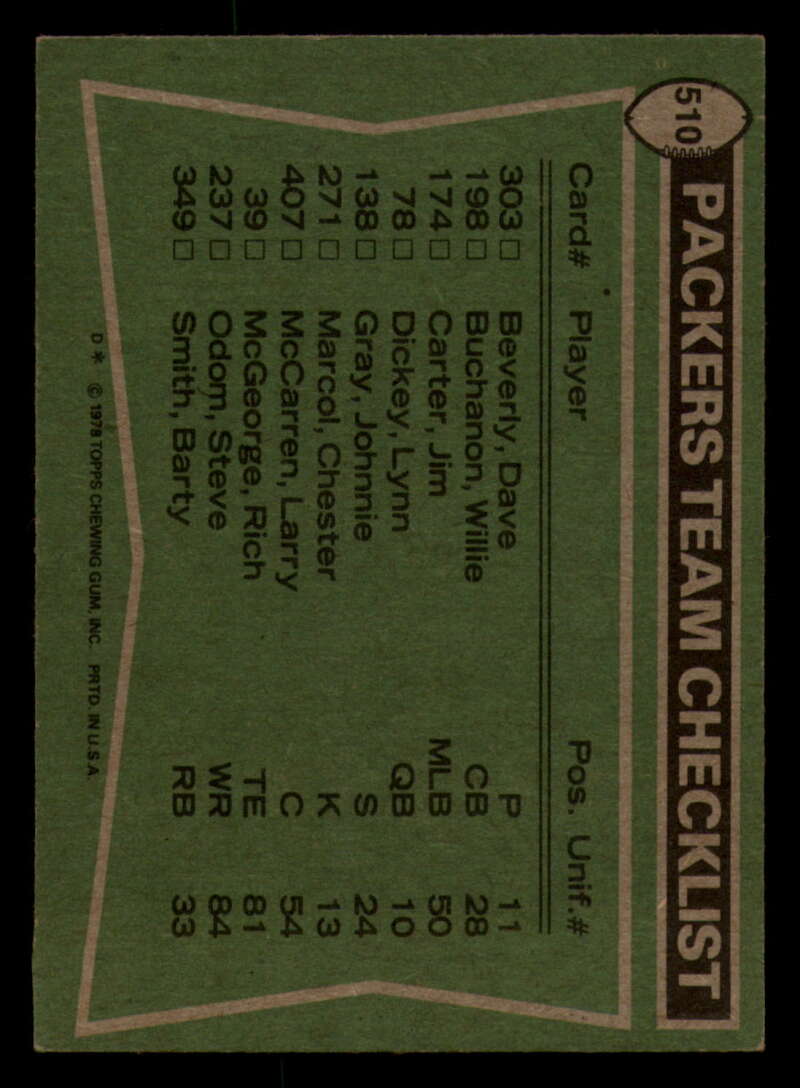 510 PACKERS TEAM CHECKLIST
Card# Player Pos. Unif.#
303 □ Beverly, Dave P 11
198 □ Buchanon, Willie CB 28
174 □ Carter, Jim MLB 50
78 □ Dickey, Lynn QB 10
138 □ Gray, Johnnie S 24
271 □ Marcol, Chester K 13
407 □ McCarren, Larry C 54
39 □ McGeorge, Rich TE 81
237 □ Odom, Steve WR 84
349 □ Smith, Barty RB 33
D* © 1978 TOPPS CHEWING GUM, INC. PRTD. IN U.S.A.